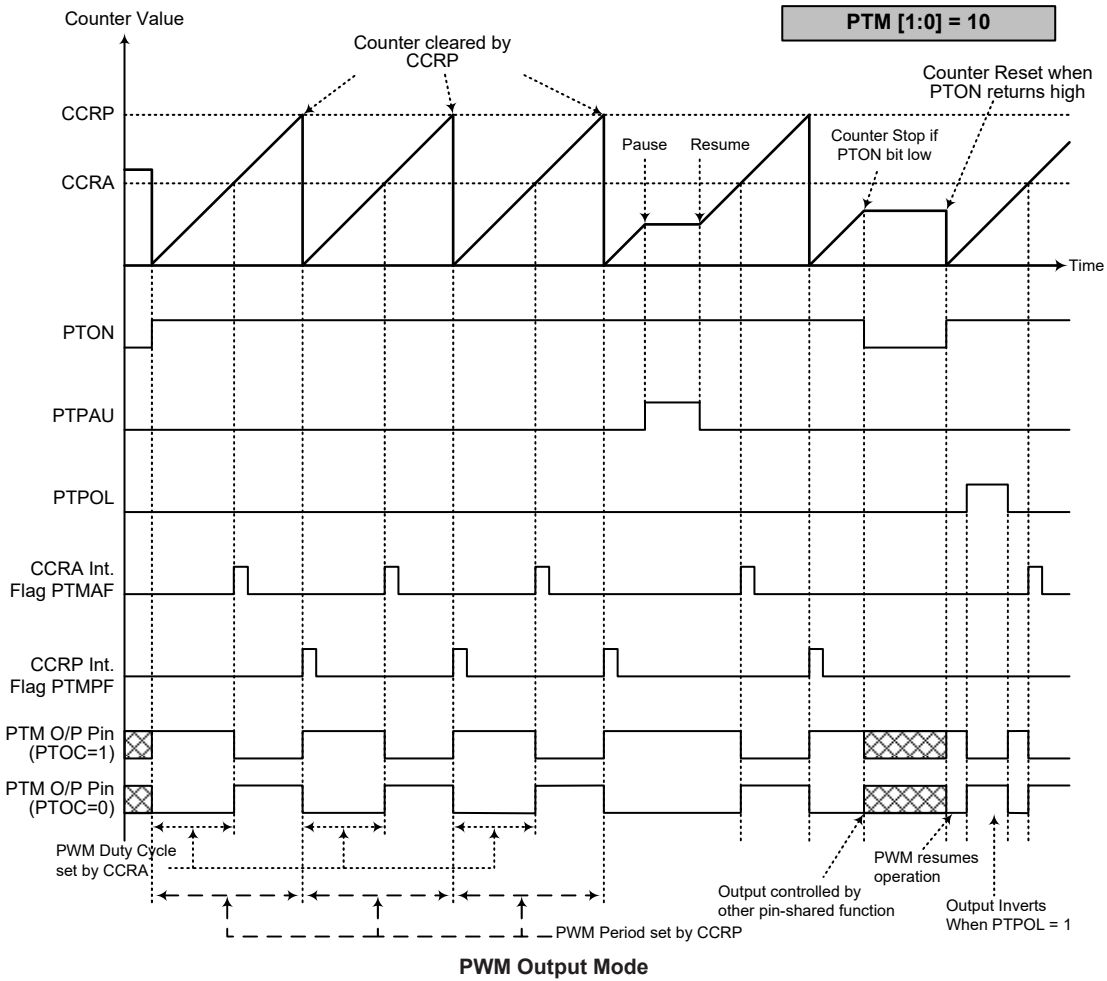 Counter Value
PTM [1:0] = 10
Counter cleared by
CCRP
Counter Reset when
PTON returns high
CCRP
Pause
Resume
Counter Stop if
PTON bit low
CCRA
Time
PTON
PTPAU
PTPOL
CCRA Int.
Flag PTMAF
CCRP Int.
Flag PTMPF
PTM O/P Pin
(PTOC=1)
PTM O/P Pin
(PTOC=0)
PWM Duty Cycle
set by CCRA
PWM resumes
operation
Output controlled by
other pin-shared function
Output Inverts
When PTPOL = 1
PWM Period set by CCRP
PWM Output Mode